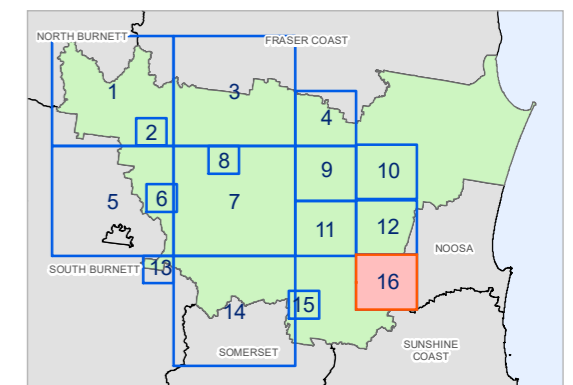 NORTH BURNETT
FRASER COAST
1
3
4
2
8
9
10
5
6
7
11
12
NOOSA
SOUTH BURNETT
13
16
14
15
SOMERSET
SUNSHINE
COAST